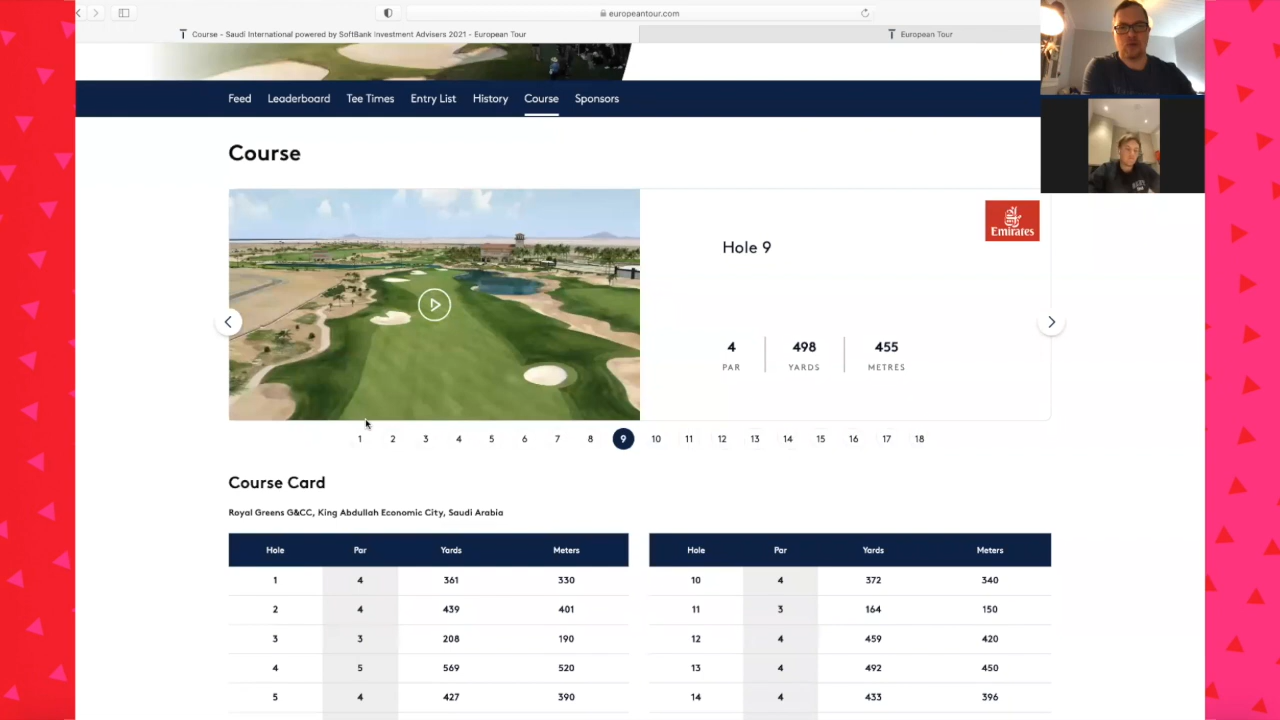 europeantour.com
Course - Saudi International powered by SoftBank Investment Advisers 2021 - European Tour
European Tour
Feed Leaderboard Tee Times Entry List History Course Sponsors
Course
Emirates
Hole 9
4 498 455
PAR YARDS METRES
1 2 3 4 5 6 7 8 9 10 11 12 13 14 15 16 17 18
Course Card
Royal Greens G&CC, King Abdullah Economic City, Saudi Arabia
Hole Par Yards Meters
1 4 361 330
2 4 439 401
3 3 208 190
4 5 569 520
5 4 427 390
Hole Par Yards Meters
10 4 372 340
11 3 164 150
12 4 459 420
13 4 492 450
14 4 433 396